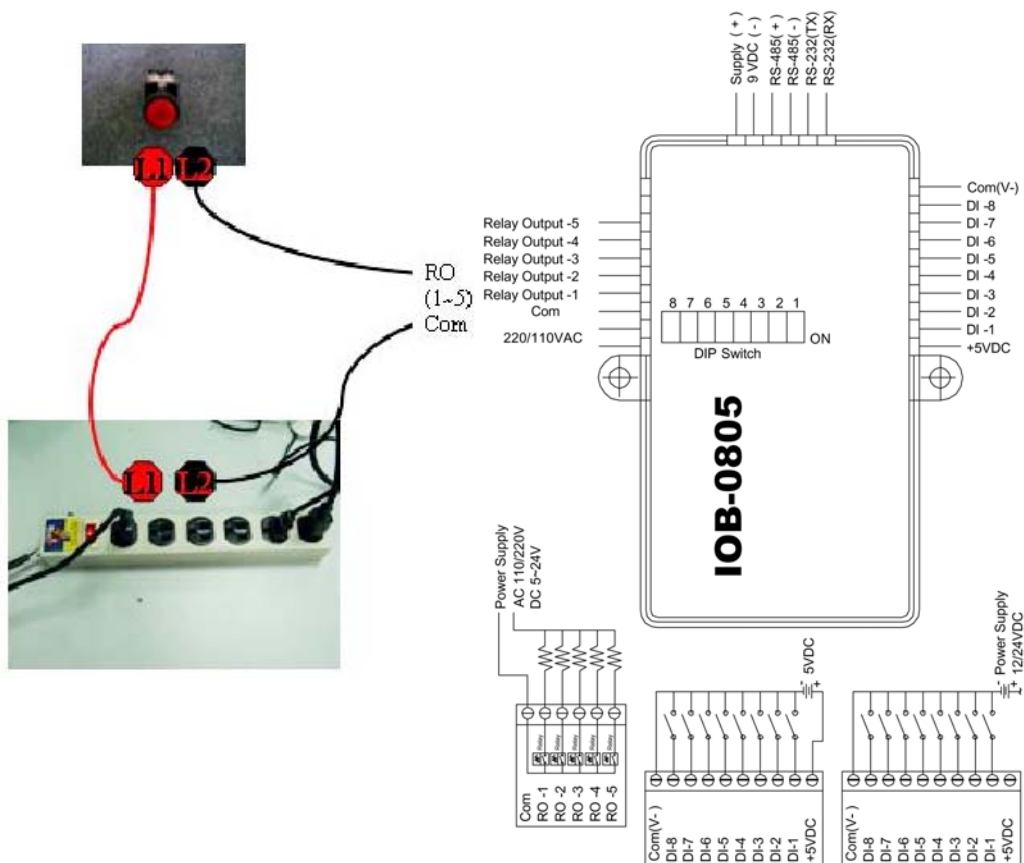 L1 L2
RO
(1~5)
Com
L1 L2
Supply ( + )
9 VDC ( - )
RS-485( + )
RS-485( - )
RS-232(TX)
RS-232(RX)
Relay Output -5
Relay Output -4
Relay Output -3
Relay Output -2
Relay Output -1
Com
220/110VAC
8 7 6 5 4 3 2 1
ON
DIP Switch
Com(V-)
DI -8
DI -7
DI -6
DI -5
DI -4
DI -3
DI -2
DI -1
+5VDC
IOB-0805
Power Supply
AC 110/220V
DC 5~24V
Relay Relay Relay Relay Relay
Com
RO -1
RO -2
RO -3
RO -4
RO -5
- + 5VDC
Com(V- )
DI-8
DI-7
DI-6
DI-5
DI-4
DI-3
DI-2
DI-1
+5VDC
- Power Supply
+ 12/24VDC
Com(V- )
DI-8
DI-7
DI-6
DI-5
DI-4
DI-3
DI-2
DI-1
+5VDC